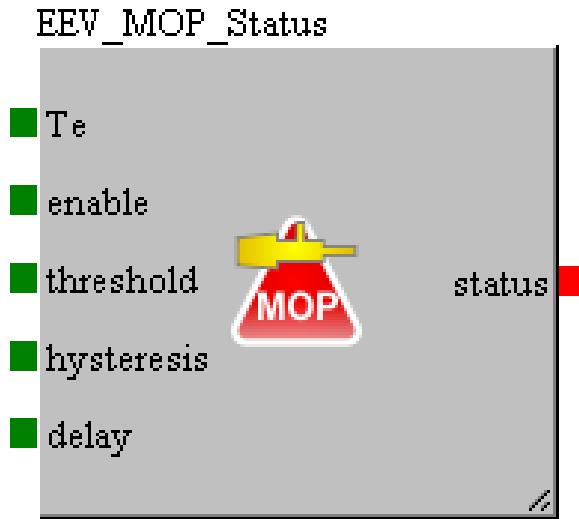 EEV_MOP_Status
Te
enable
threshold
MOP
status
hysteresis
delay